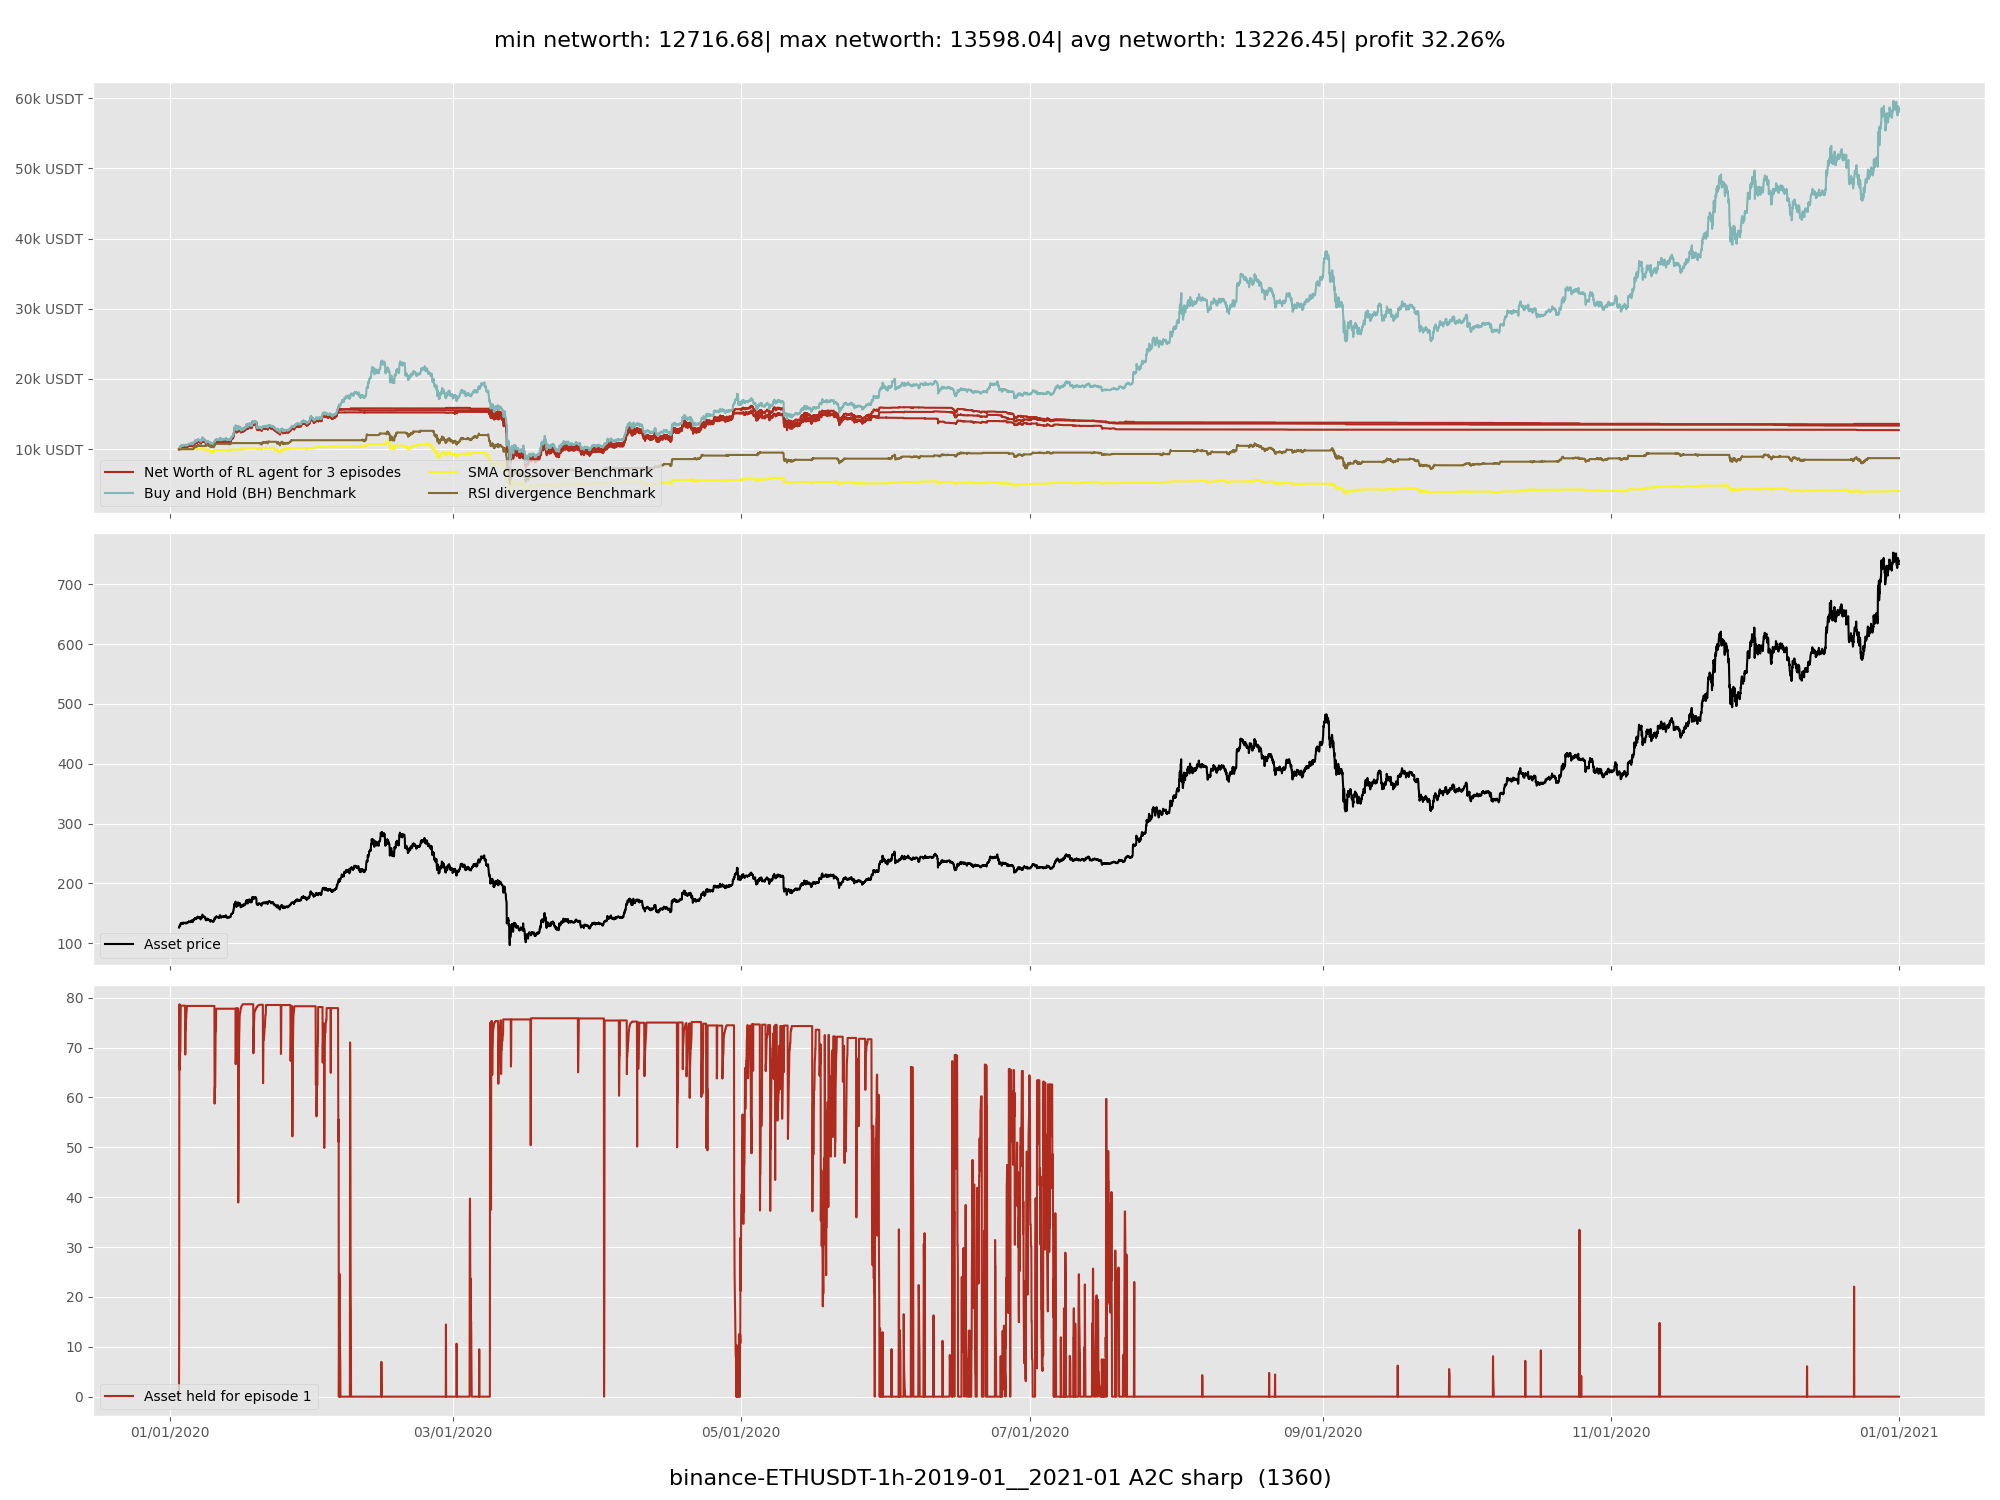 min networth: 12716.68| max networth: 13598.04| avg networth: 13226.45| profit 32.26%
60k USDT
50k USDT
40k USDT
30k USDT
20k USDT
10k USDT
Net Worth of RL agent for 3 episodes
Buy and Hold (BH) Benchmark
SMA crossover Benchmark
RSI divergence Benchmark
700
600
500
400
300
200
100
Asset price
80
70
60
50
40
30
20
10
0
Asset held for episode 1
01/01/2020 03/01/2020 05/01/2020 07/01/2020 09/01/2020 11/01/2020 01/01/2021
binance-ETHUSDT-1h-2019-01__2021-01 A2C sharp (1360)